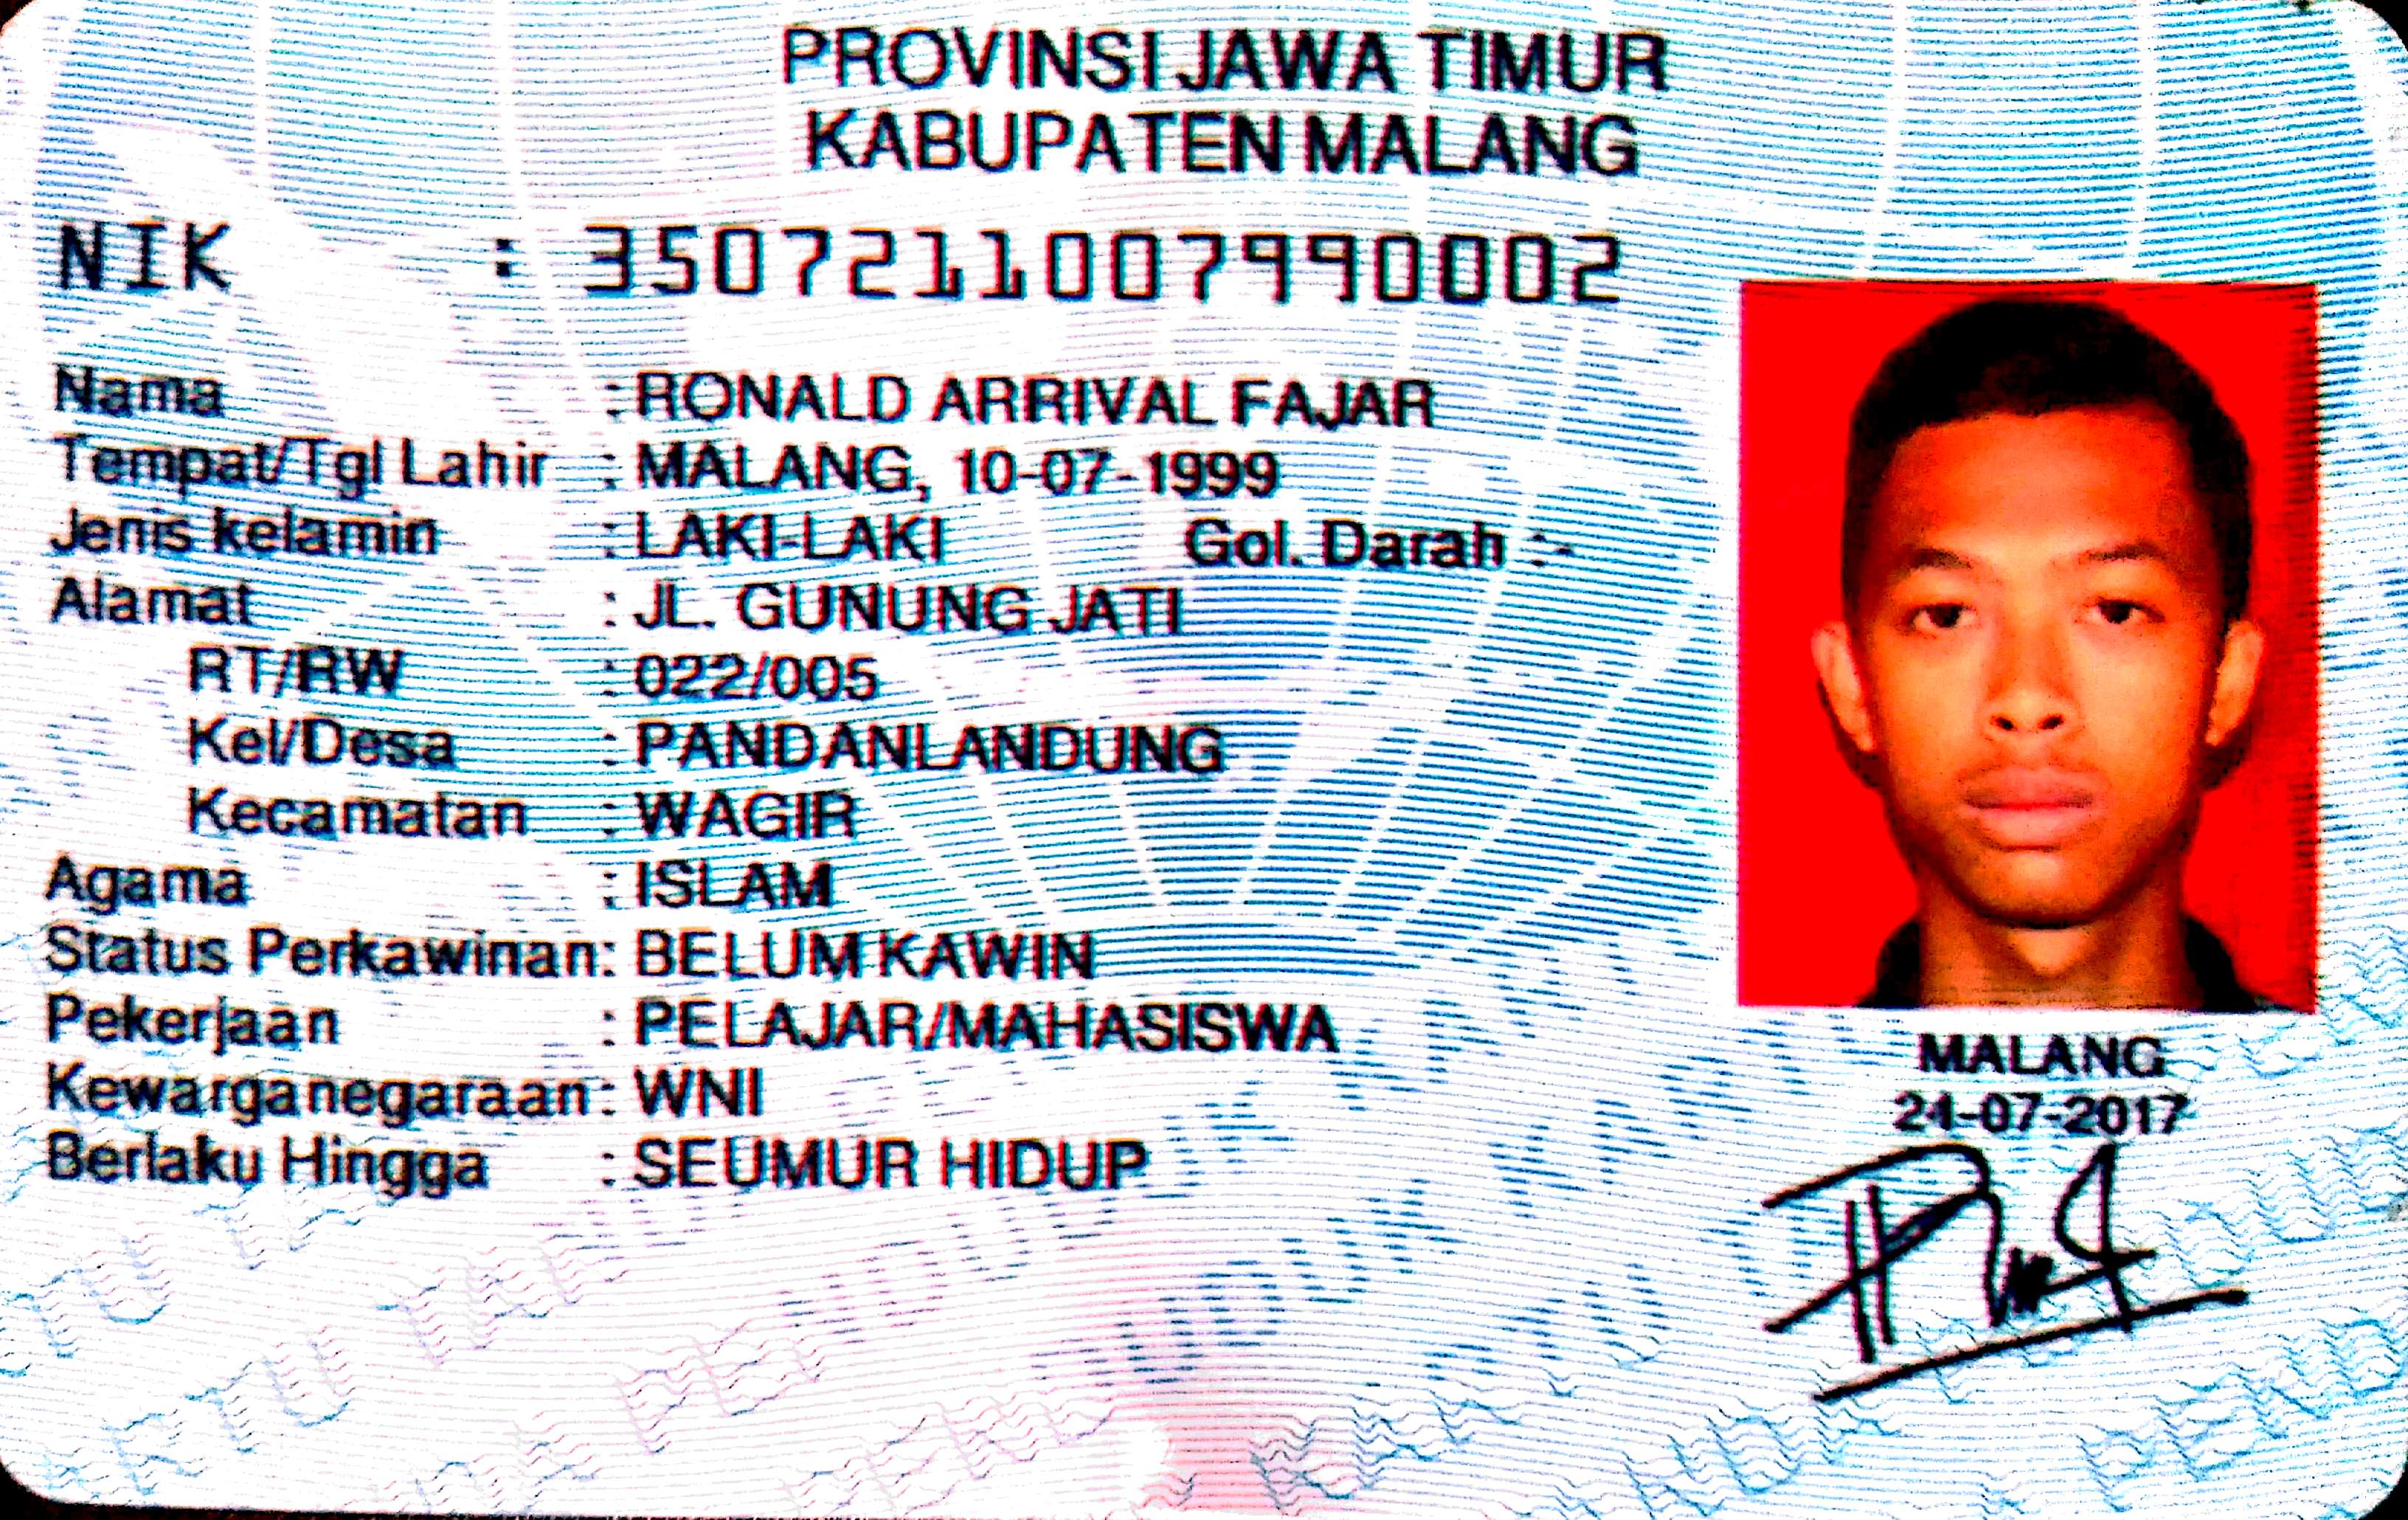 PROVINSI JAWA TIMUR
KABUPATEN MALANG
NIK : 3507211007990002
Nama : RONALD ARRIVAL FAJAR
Tempat/Tgl Lahir : MALANG, 10-07-1999
Jenis kelamin : LAKI-LAKI Gol. Darah : -
Alamat : JL. GUNUNG JATI
RT/RW : 022/005
Kel/Desa : PANDANLANDUNG
Kecamatan : WAGIR
Agama : ISLAM
Status Perkawinan : BELUM KAWIN
Pekerjaan : PELAJAR/MAHASISWA
Kewarganegaraan : WNI
Berlaku Hingga : SEUMUR HIDUP
MALANG
24-07-2017